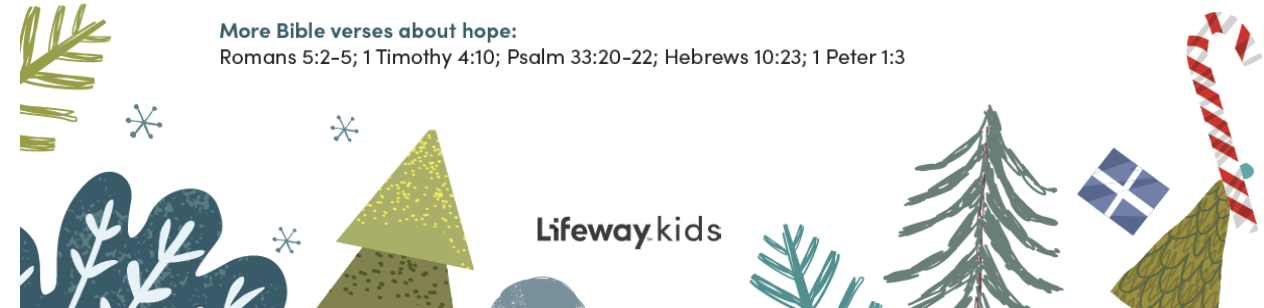 More Bible verses about hope:
Romans 5:2-5; 1 Timothy 4:10; Psalm 33:20-22; Hebrews 10:23; 1 Peter 1:3
Lifeway kids